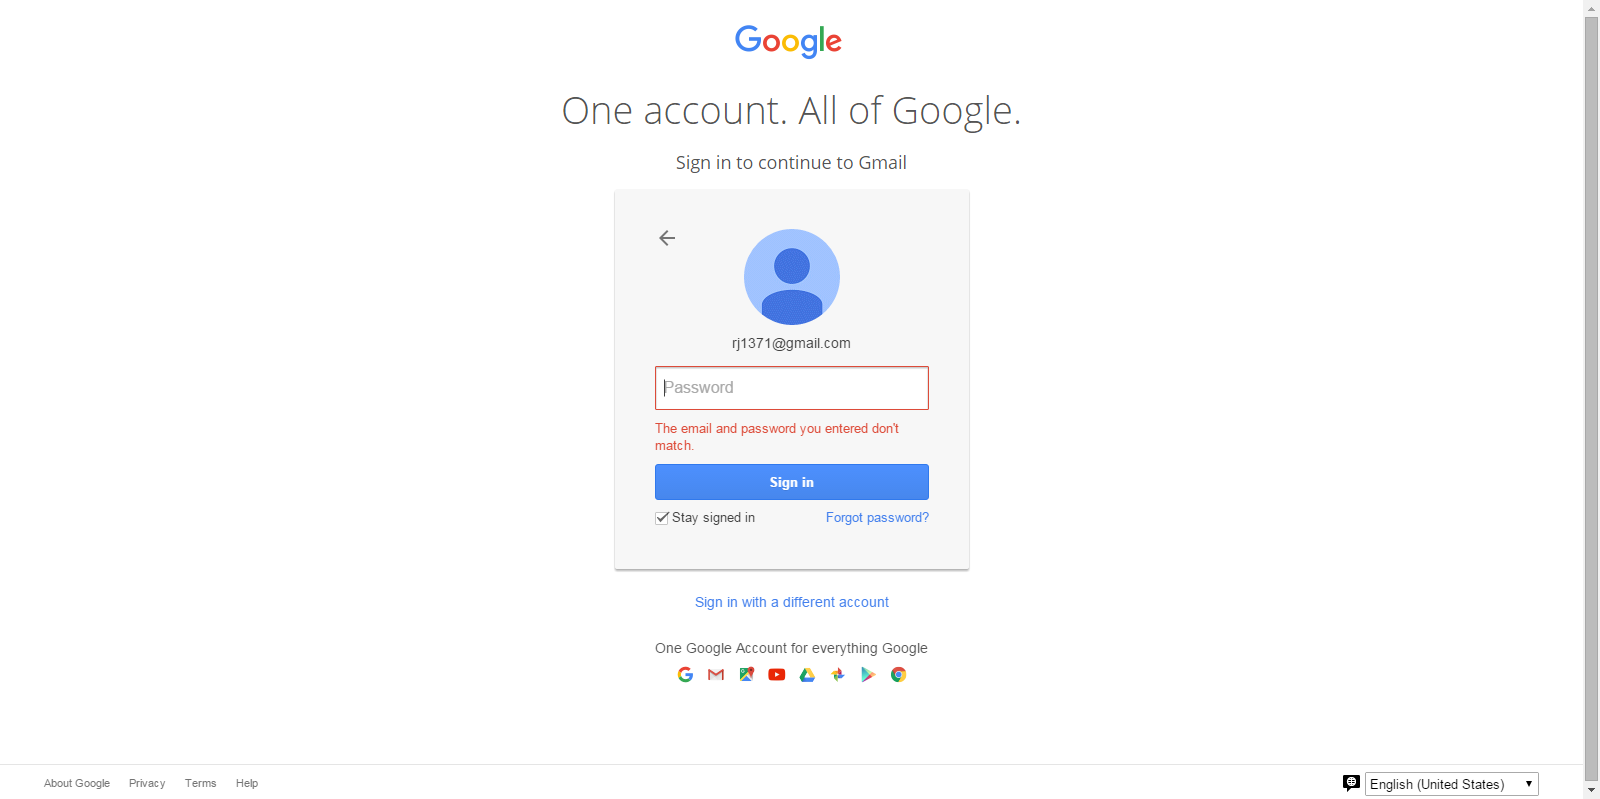 Google
One account. All of Google.
Sign in to continue to Gmail
rj1371@gmail.com
Password
The email and password you entered don't
match.
Sign in
Stay signed in
Forgot password?
Sign in with a different account
One Google Account for everything Google
About Google
Privacy
Terms
Help
English (United States)